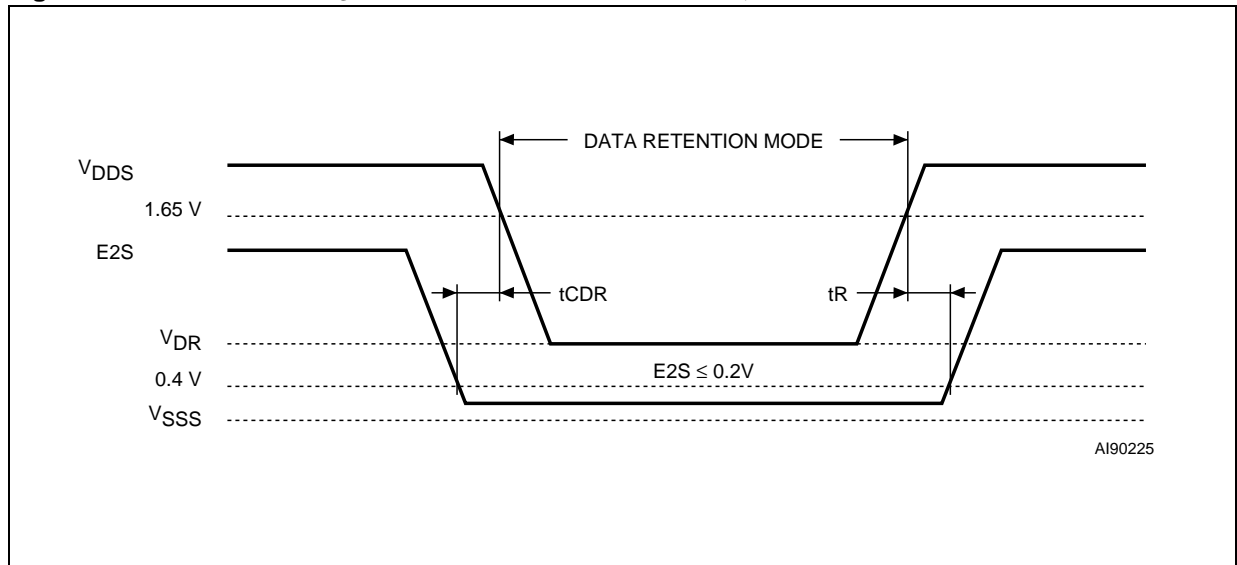 DATA RETENTION MODE
VDDS
1.65 V
E2S
tCDR
tR
VDR
E2S ≤ 0.2V
0.4 V
VSSS
AI90225